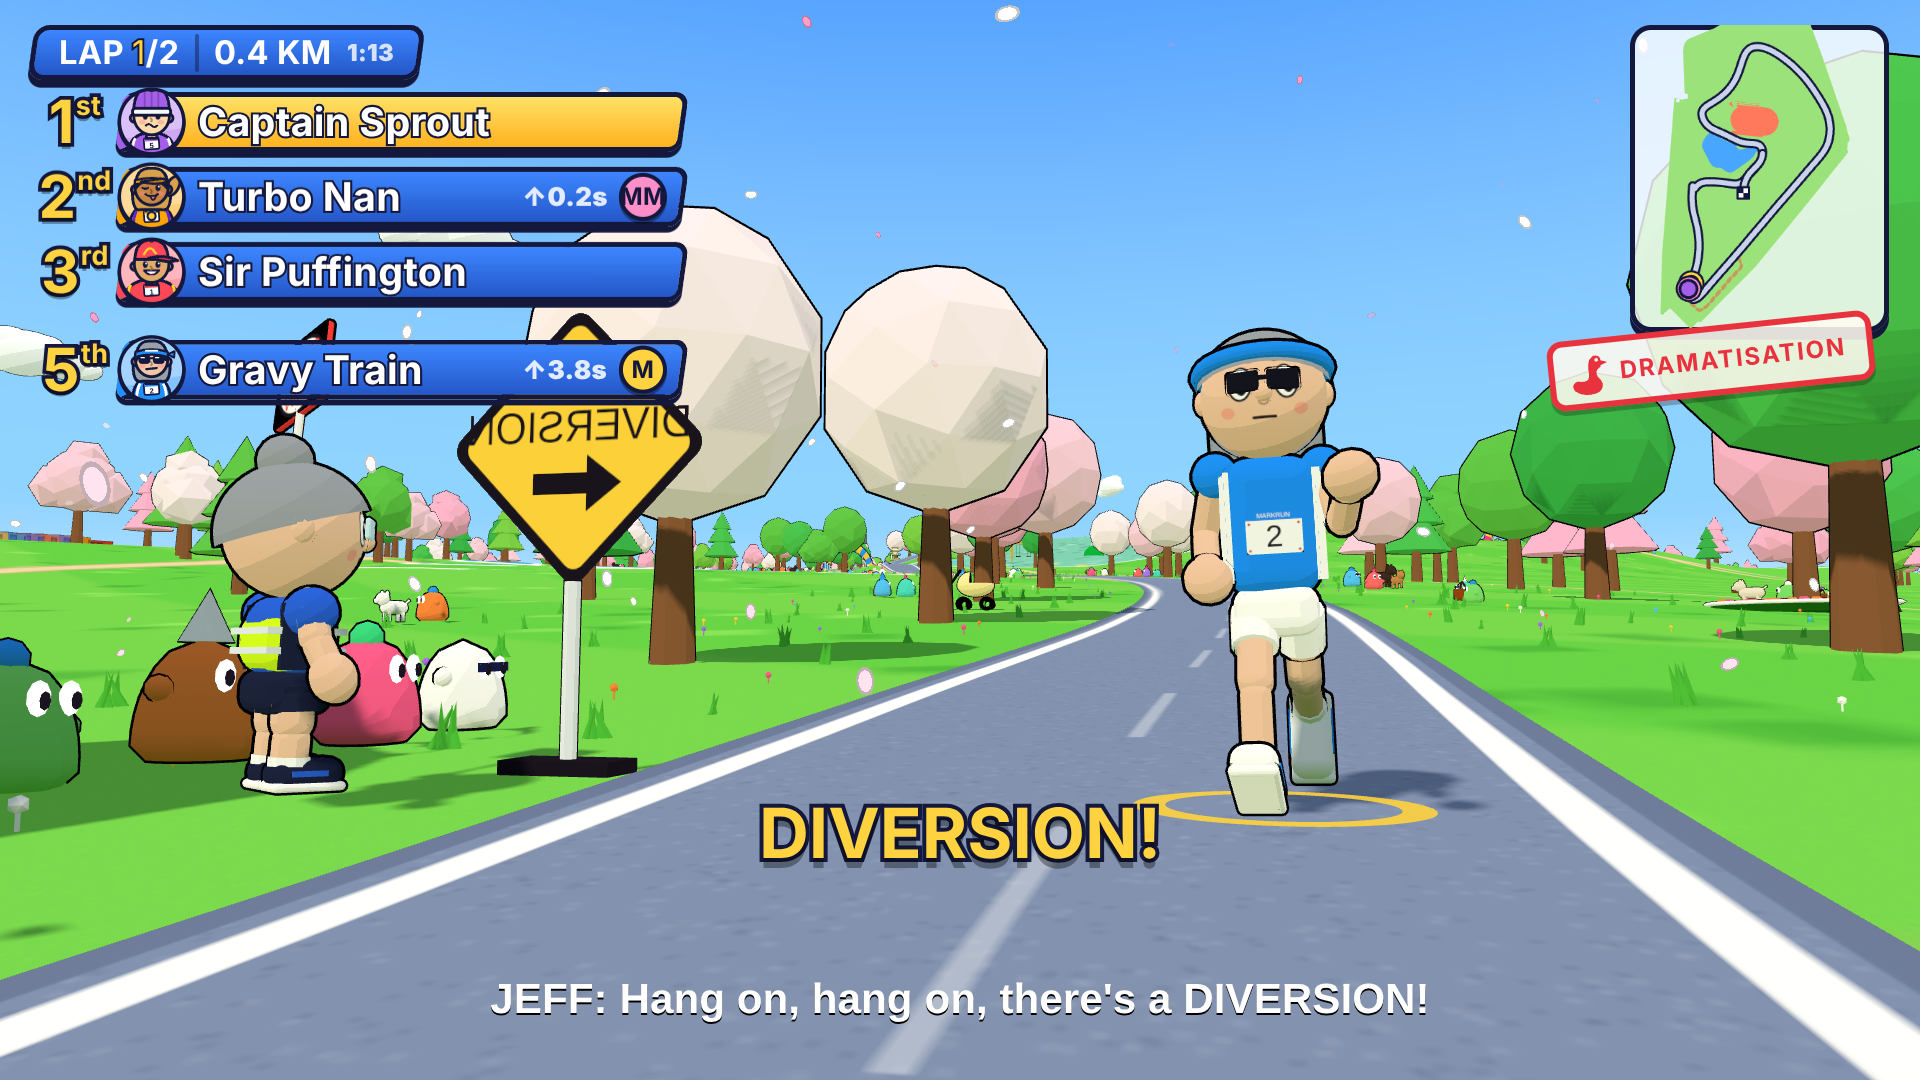 LAP 1/2 0.4 KM 1:13
1st Captain Sprout
2nd Turbo Nan ↑0.2s MM
3rd Sir Puffington
5th Gravy Train ↑3.8s M
DRAMATISATION
DIVERSION
MARKRUN
2
DIVERSION!
JEFF: Hang on, hang on, there's a DIVERSION!